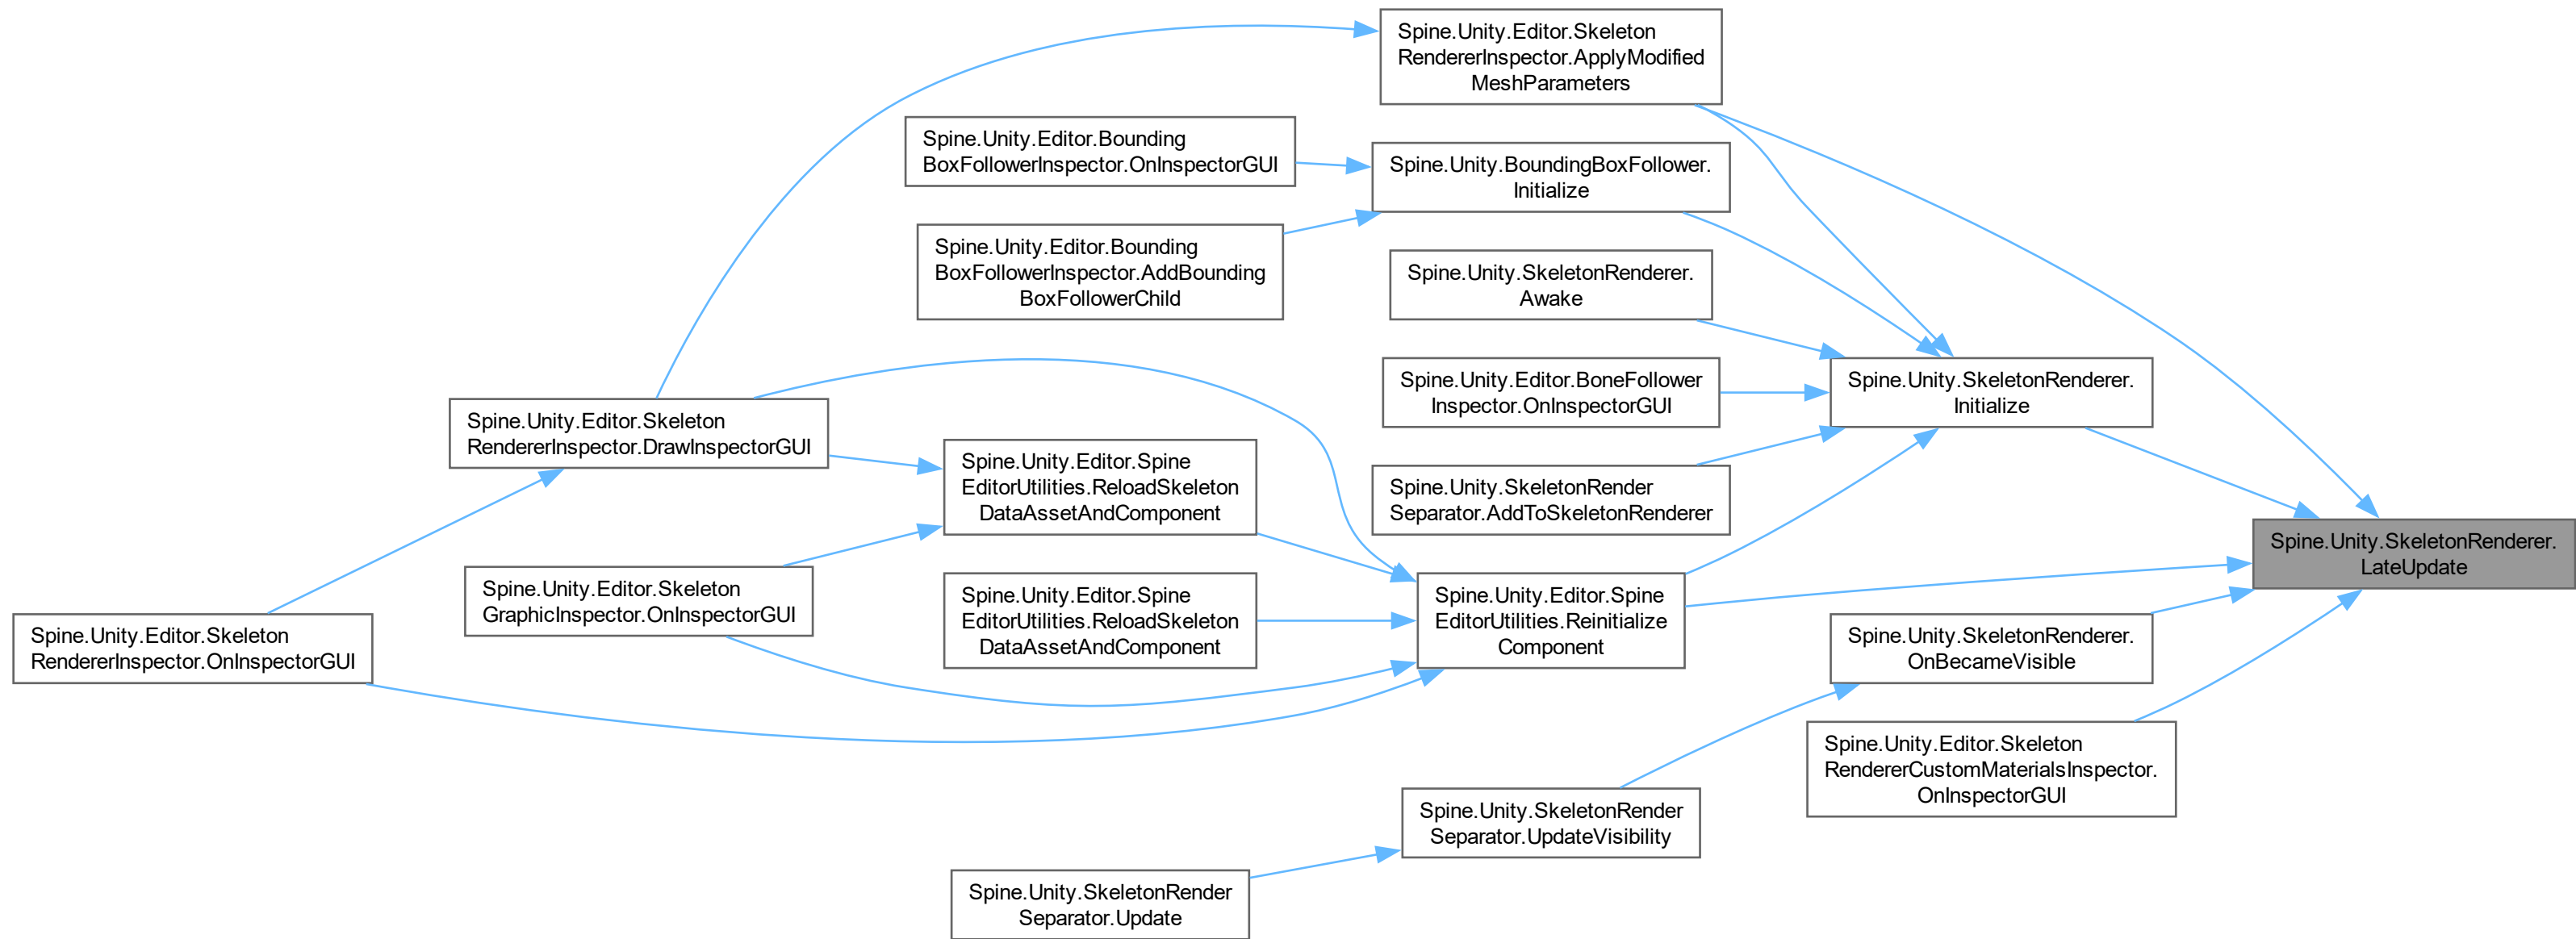 Spine.Unity.Editor.Skeleton
RendererInspector.ApplyModified
MeshParameters
Spine.Unity.Editor.Bounding
BoxFollowerInspector.OnInspectorGUI
Spine.Unity.BoundingBoxFollower.
Initialize
Spine.Unity.Editor.Bounding
BoxFollowerInspector.AddBounding
BoxFollowerChild
Spine.Unity.SkeletonRenderer.
Awake
Spine.Unity.Editor.BoneFollower
Inspector.OnInspectorGUI
Spine.Unity.SkeletonRenderer.
Initialize
Spine.Unity.Editor.Skeleton
RendererInspector.DrawInspectorGUI
Spine.Unity.Editor.Spine
EditorUtilities.ReloadSkeleton
DataAssetAndComponent
Spine.Unity.SkeletonRender
Separator.AddToSkeletonRenderer
Spine.Unity.SkeletonRenderer.
LateUpdate
Spine.Unity.Editor.Skeleton
GraphicInspector.OnInspectorGUI
Spine.Unity.Editor.Spine
EditorUtilities.ReloadSkeleton
DataAssetAndComponent
Spine.Unity.Editor.Spine
EditorUtilities.Reinitialize
Component
Spine.Unity.Editor.Skeleton
RendererInspector.OnInspectorGUI
Spine.Unity.SkeletonRenderer.
OnBecameVisible
Spine.Unity.Editor.Skeleton
RendererCustomMaterialsInspector.
OnInspectorGUI
Spine.Unity.SkeletonRender
Separator.UpdateVisibility
Spine.Unity.SkeletonRender
Separator.Update